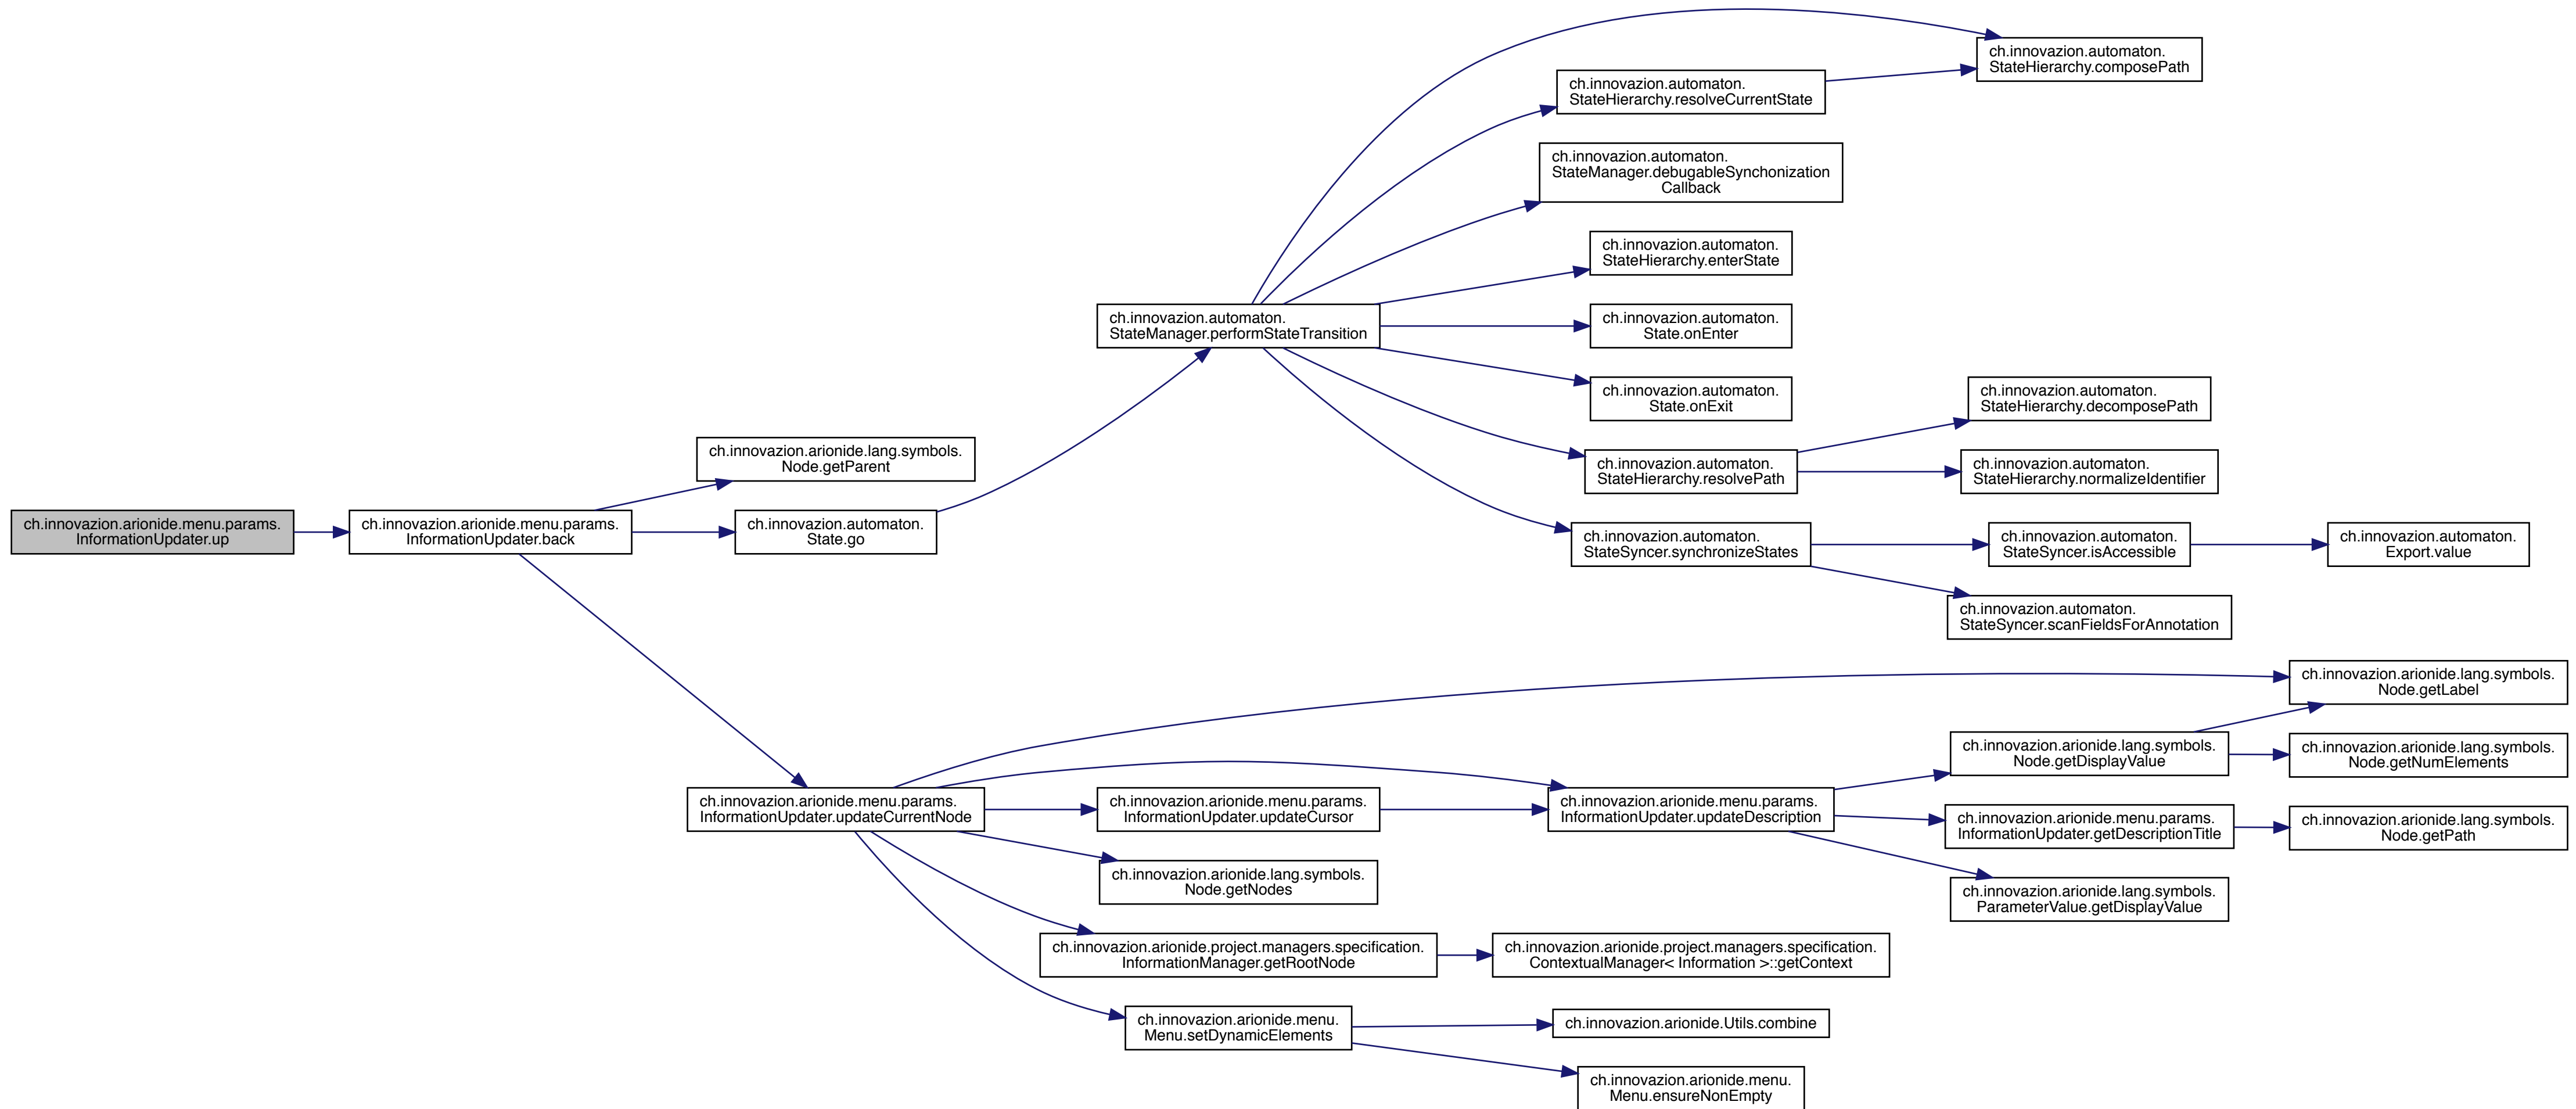 ch.innovazion.automaton.
StateHierarchy.composePath
ch.innovazion.automaton.
StateHierarchy.resolveCurrentState
ch.innovazion.automaton.
StateManager.debugableSynchonization
Callback
ch.innovazion.automaton.
StateHierarchy.enterState
ch.innovazion.automaton.
StateManager.performStateTransition
ch.innovazion.automaton.
State.onEnter
ch.innovazion.automaton.
State.onExit
ch.innovazion.automaton.
StateHierarchy.decomposePath
ch.innovazion.arionide.lang.symbols.
Node.getParent
ch.innovazion.automaton.
StateHierarchy.resolvePath
ch.innovazion.automaton.
StateHierarchy.normalizeIdentifier
ch.innovazion.arionide.menu.params.
InformationUpdater.up
ch.innovazion.arionide.menu.params.
InformationUpdater.back
ch.innovazion.automaton.
State.go
ch.innovazion.automaton.
StateSyncer.synchronizeStates
ch.innovazion.automaton.
StateSyncer.isAccessible
ch.innovazion.automaton.
Export.value
ch.innovazion.automaton.
StateSyncer.scanFieldsForAnnotation
ch.innovazion.arionide.lang.symbols.
Node.getLabel
ch.innovazion.arionide.lang.symbols.
Node.getDisplayValue
ch.innovazion.arionide.lang.symbols.
Node.getNumElements
ch.innovazion.arionide.menu.params.
InformationUpdater.updateCurrentNode
ch.innovazion.arionide.menu.params.
InformationUpdater.updateCursor
ch.innovazion.arionide.menu.params.
InformationUpdater.updateDescription
ch.innovazion.arionide.menu.params.
InformationUpdater.getDescriptionTitle
ch.innovazion.arionide.lang.symbols.
Node.getPath
ch.innovazion.arionide.lang.symbols.
Node.getNodes
ch.innovazion.arionide.lang.symbols.
ParameterValue.getDisplayValue
ch.innovazion.arionide.project.managers.specification.
InformationManager.getRootNode
ch.innovazion.arionide.project.managers.specification.
ContextualManager< Information >::getContext
ch.innovazion.arionide.menu.
Menu.setDynamicElements
ch.innovazion.arionide.Utils.combine
ch.innovazion.arionide.menu.
Menu.ensureNonEmpty